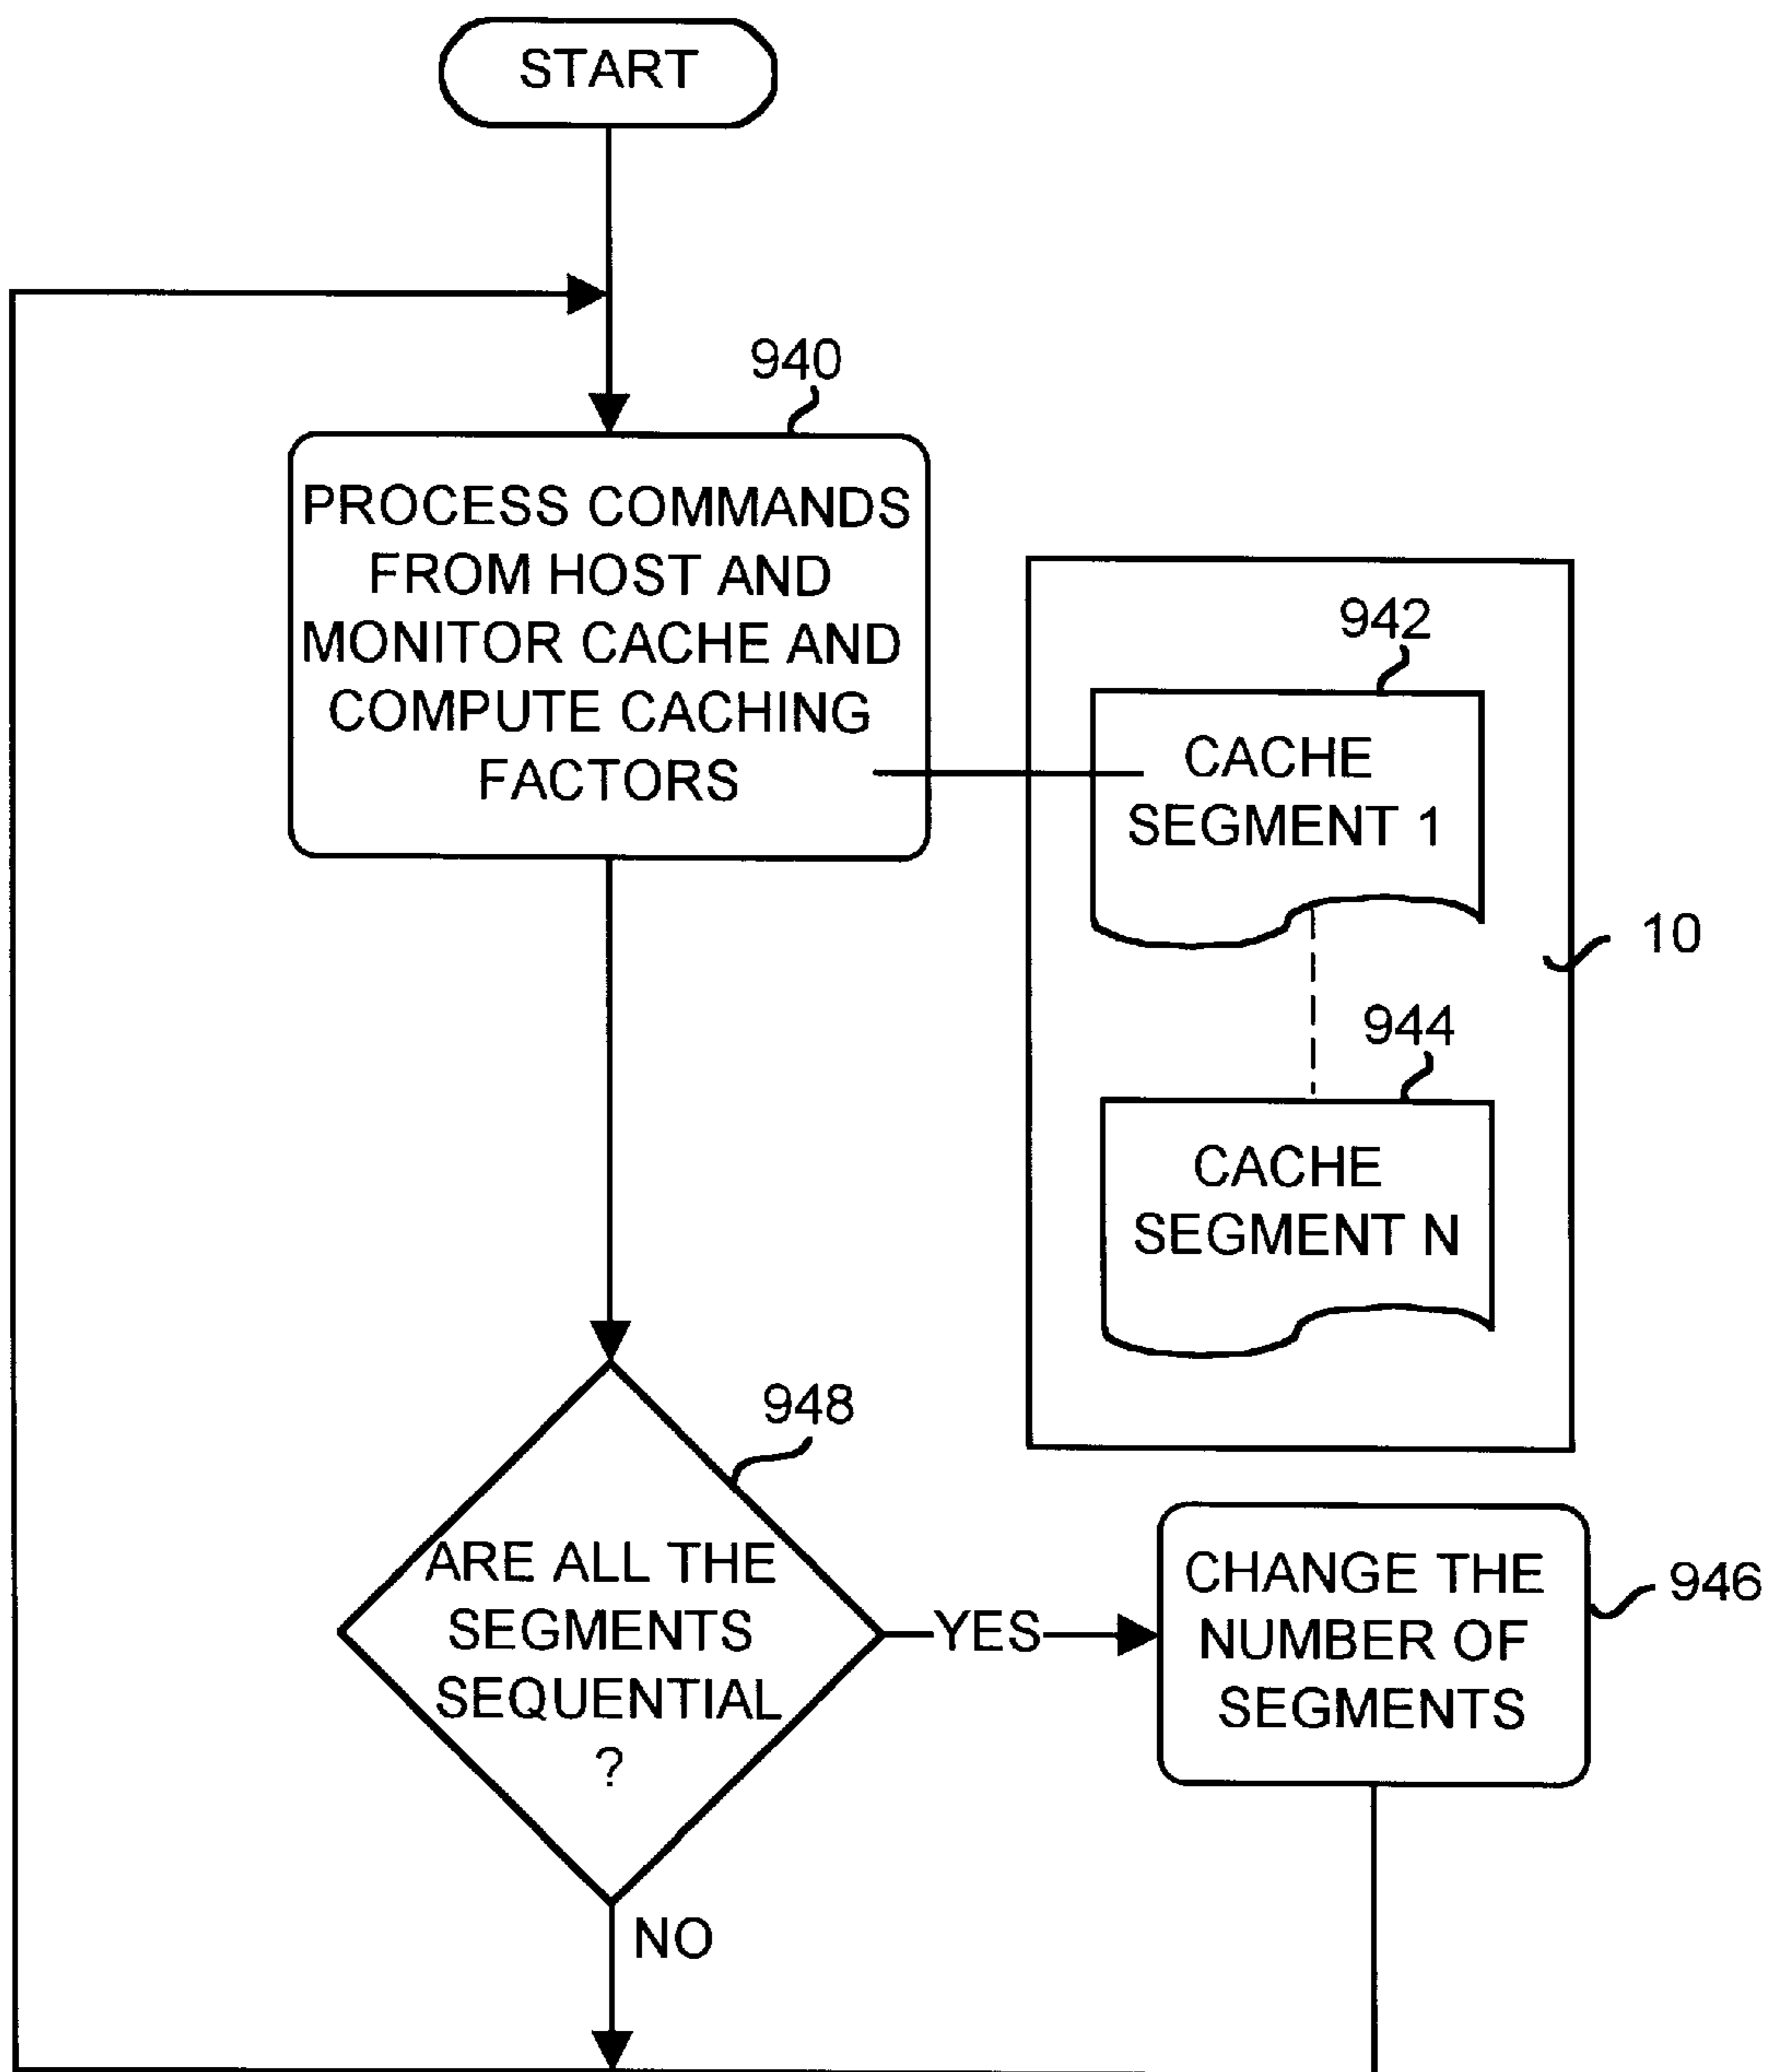 START
940
PROCESS COMMANDS
FROM HOST AND
MONITOR CACHE AND
COMPUTE CACHING
FACTORS
942
CACHE
SEGMENT 1
10
944
CACHE
SEGMENT N
948
ARE ALL THE
SEGMENTS
SEQUENTIAL
?
YES
CHANGE THE
NUMBER OF
SEGMENTS
946
NO